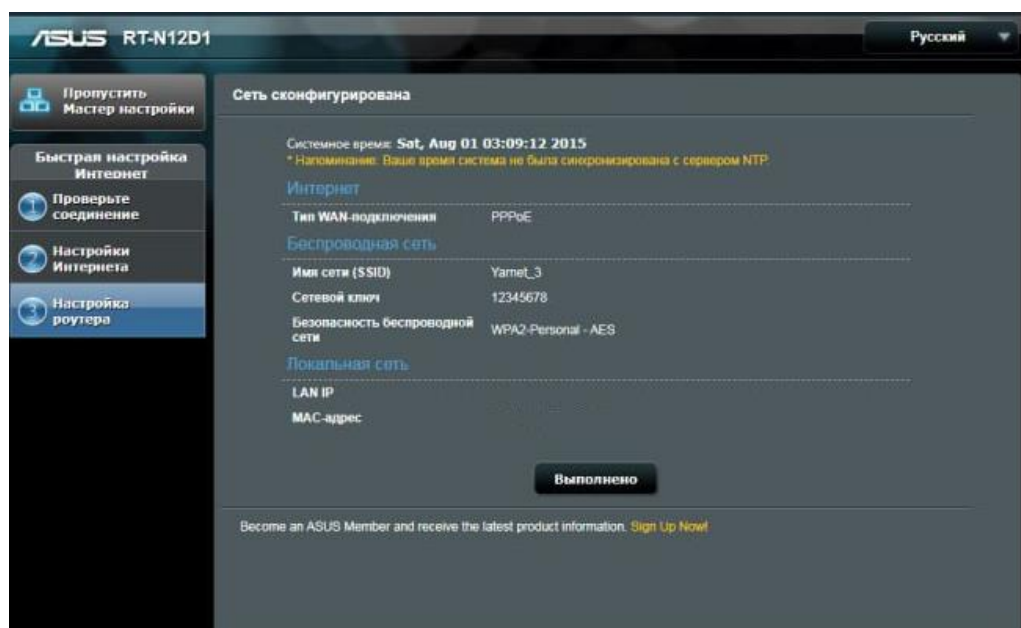 ASUS RT-N12D1
Русский
Пропустить
Мастер настройки
Быстрая настройка
Интернет
1 Проверьте
соединение
2 Настройки
Интернета
3 Настройка
роутера
Сеть сконфигурирована
Системное время: Sat, Aug 01 03:09:12 2015
* Напоминание: Ваше время система не была синхронизирована с сервером NTP.
Интернет
Тип WAN-подключения PPPoE
Беспроводная сеть
Имя сети (SSID) Yarnet_3
Сетевой ключ 12345678
Безопасность беспроводной
сети WPA2-Personal - AES
Локальная сеть
LAN IP
MAC-адрес
Выполнено
Become an ASUS Member and receive the latest product information. Sign Up Now!